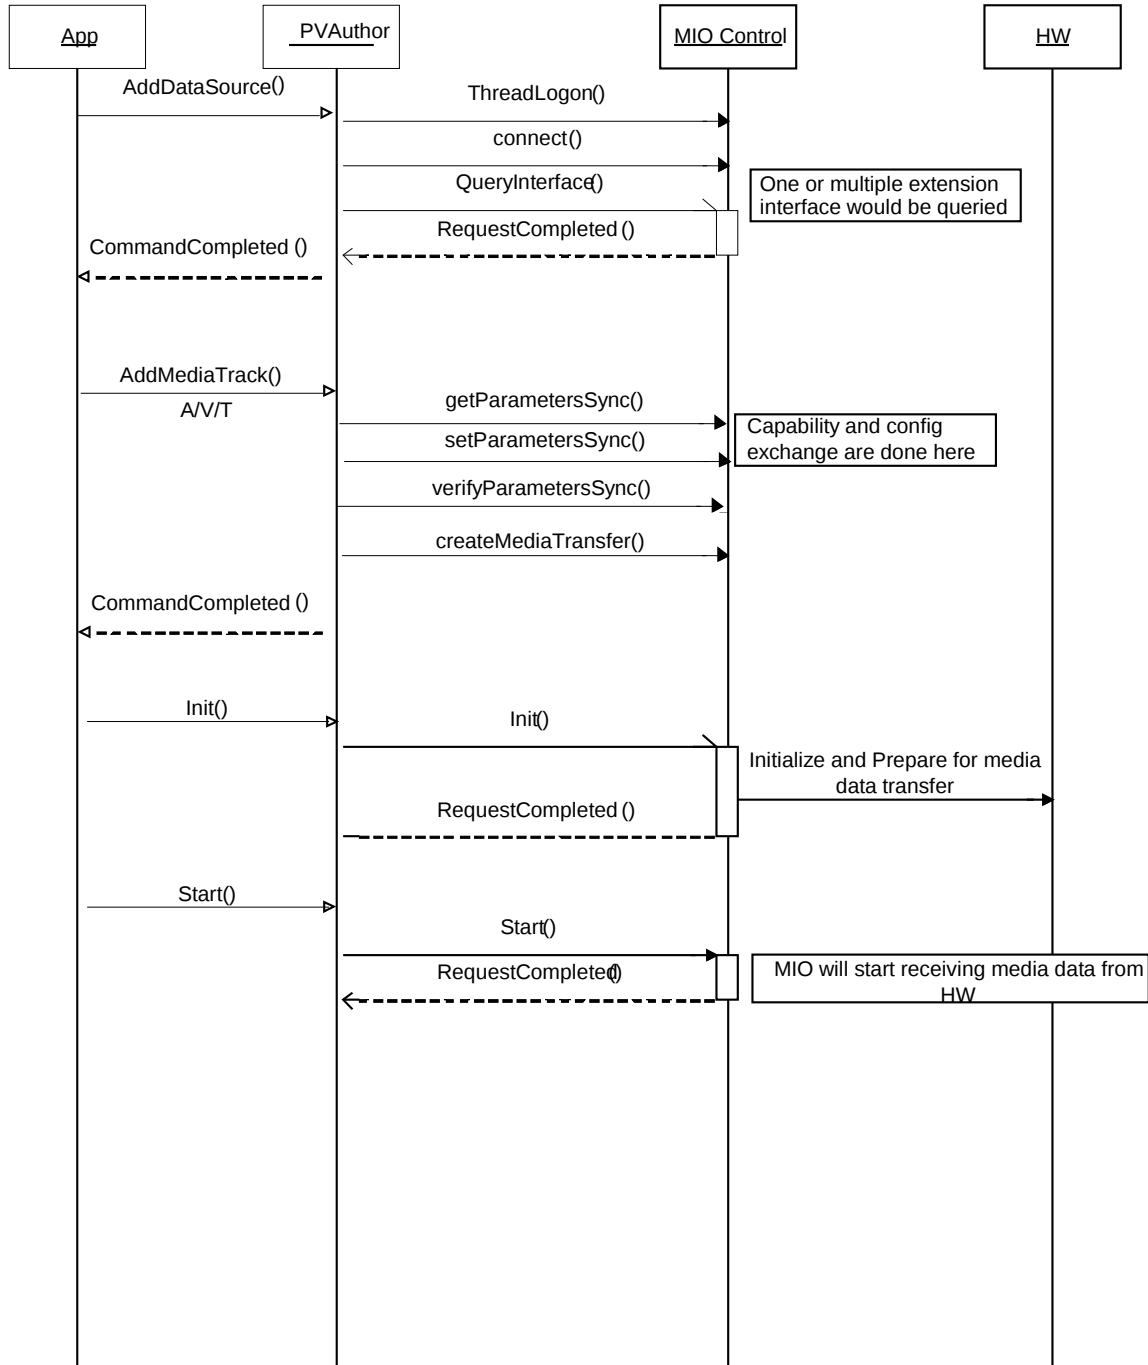 App
PVAuthor
MIO Control
HW
AddDataSource()
ThreadLogon()
connect()
QueryInterface()
One or multiple extension
interface would be queried
RequestCompleted ()
CommandCompleted ()
AddMediaTrack()
A/V/T
getParametersSync()
setParametersSync()
Capability and config
exchange are done here
verifyParametersSync()
createMediaTransfer()
CommandCompleted ()
Init()
Init()
Initialize and Prepare for media
data transfer
RequestCompleted ()
Start()
Start()
RequestCompleted()
MIO will start receiving media data from
HW